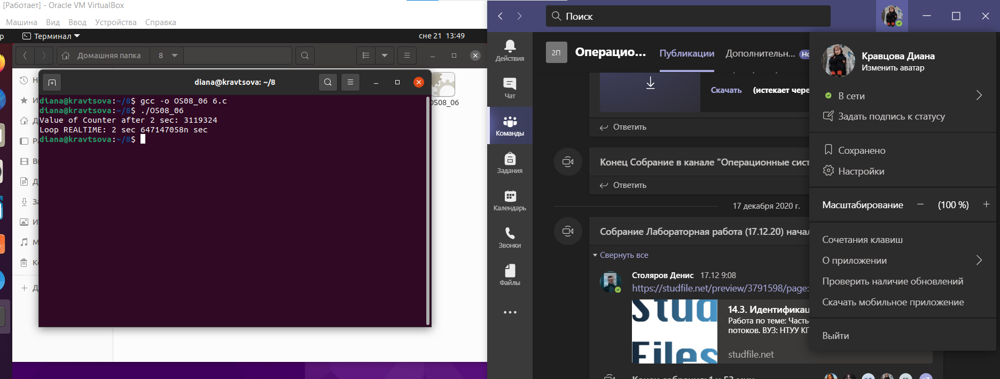 [Работает] - Oracle VM VirtualBox
Машина Вид Ввод Устройства Справка
Терминал
сне 21 13:49
Домашняя папка 8
diana@kravtsova: ~/8
diana@kravtsova:~/8$ gcc -o OS08_06 6.c
diana@kravtsova:~/8$ ./OS08_06
Value of Counter after 2 sec: 3119324
Loop REALTIME: 2 sec 647147058n sec
diana@kravtsova:~/8$
OS08_06
Поиск
Действия
Чат
Команды
Задания
Календарь
Звонки
Файлы
2П
Операцио...
Публикации
Дополнительн...
Но
Скачать (истекает чере
Ответить
Конец Собрание в канале "Операционные сист
Ответить
17 декабря 2020 г.
Собрание Лабораторная работа (17.12.20) начал
Свернуть все
Столяров Денис 17.12 9:08
https://studfile.net/preview/3791598/page:
Stud
Files
14.3. Идентификац
Работа по теме: Часть
потоков. ВУЗ: НТУУ КГ
studfile.net
Кравцова Диана
Изменить аватар
В сети
Задать подпись к статусу
Сохранено
Настройки
Масштабирование — (100 %) +
Сочетания клавиш
О приложении
Проверить наличие обновлений
Скачать мобильное приложение
Выйти